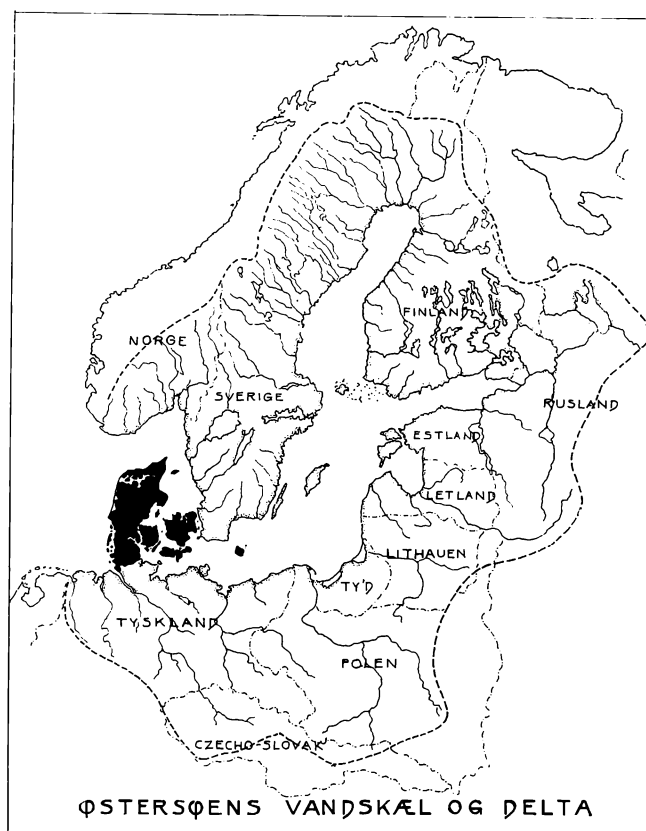 FINLAND
NORGE
SVERIGE
RUSLAND
ESTLAND
LETLAND
LITHAUEN
TY'D
TYSKLAND
POLEN
CZECHO-SLOVAK
ØSTERSØENS VANDSKÆL OG DELTA